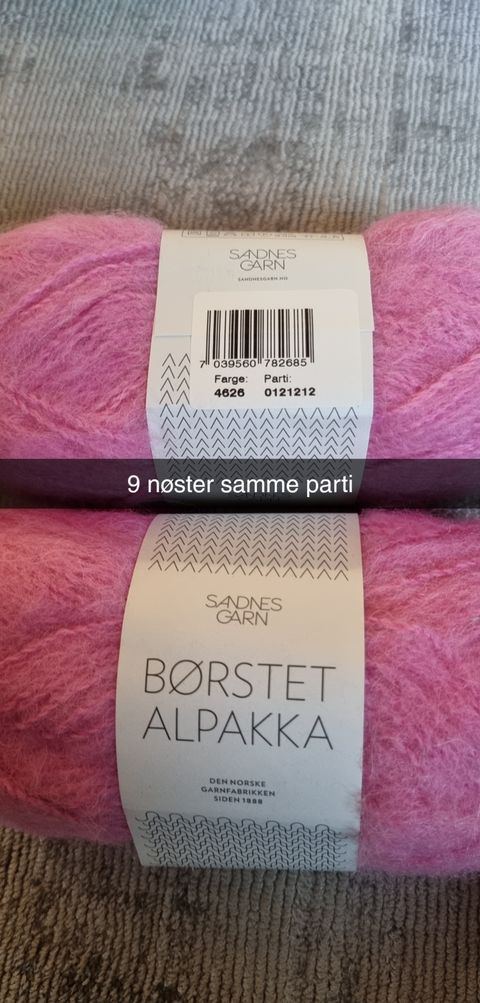 SANDNES
GARN
SANDNESGARN.NO
7 039560 782685
Farge: Parti:
4626 0121212
9 nøster samme parti
SANDNES
GARN
BØRSTET
ALPAKKA
DEN NORSKE
GARNFABRIKKEN
SIDEN 1888